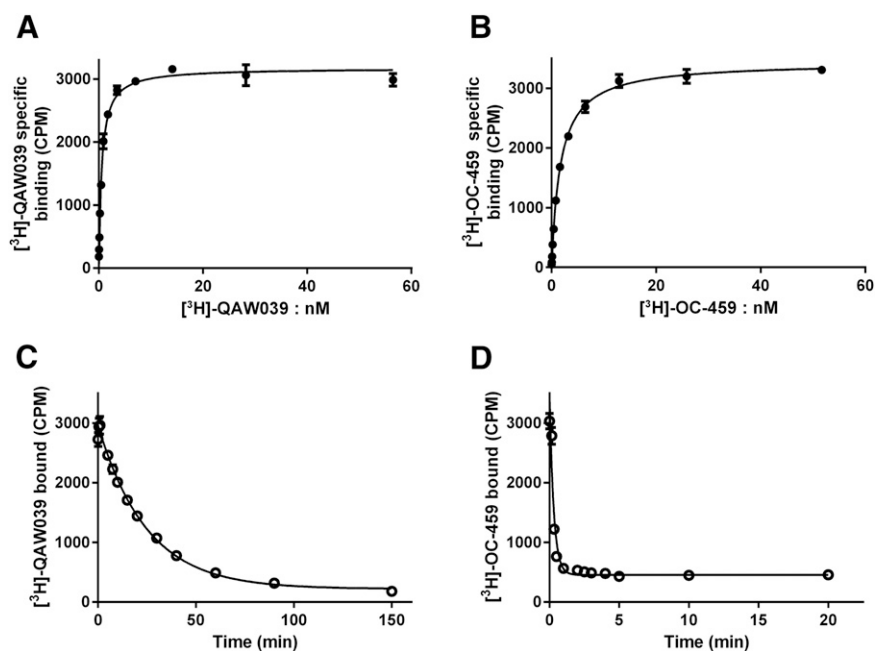 A
[³H]-QAW039 specific
binding (CPM)
3000
2000
1000
0
0
20
40
60
[³H]-QAW039 : nM
B
[³H]-OC-459 specific
binding (CPM)
4000
3000
2000
1000
0
0
20
40
60
[³H]-OC-459 : nM
C
[³H]-QAW039 bound (CPM)
3000
2000
1000
0
0
50
100
150
Time (min)
D
[³H]-OC-459 bound (CPM)
3000
2000
1000
0
0
5
10
15
20
Time (min)